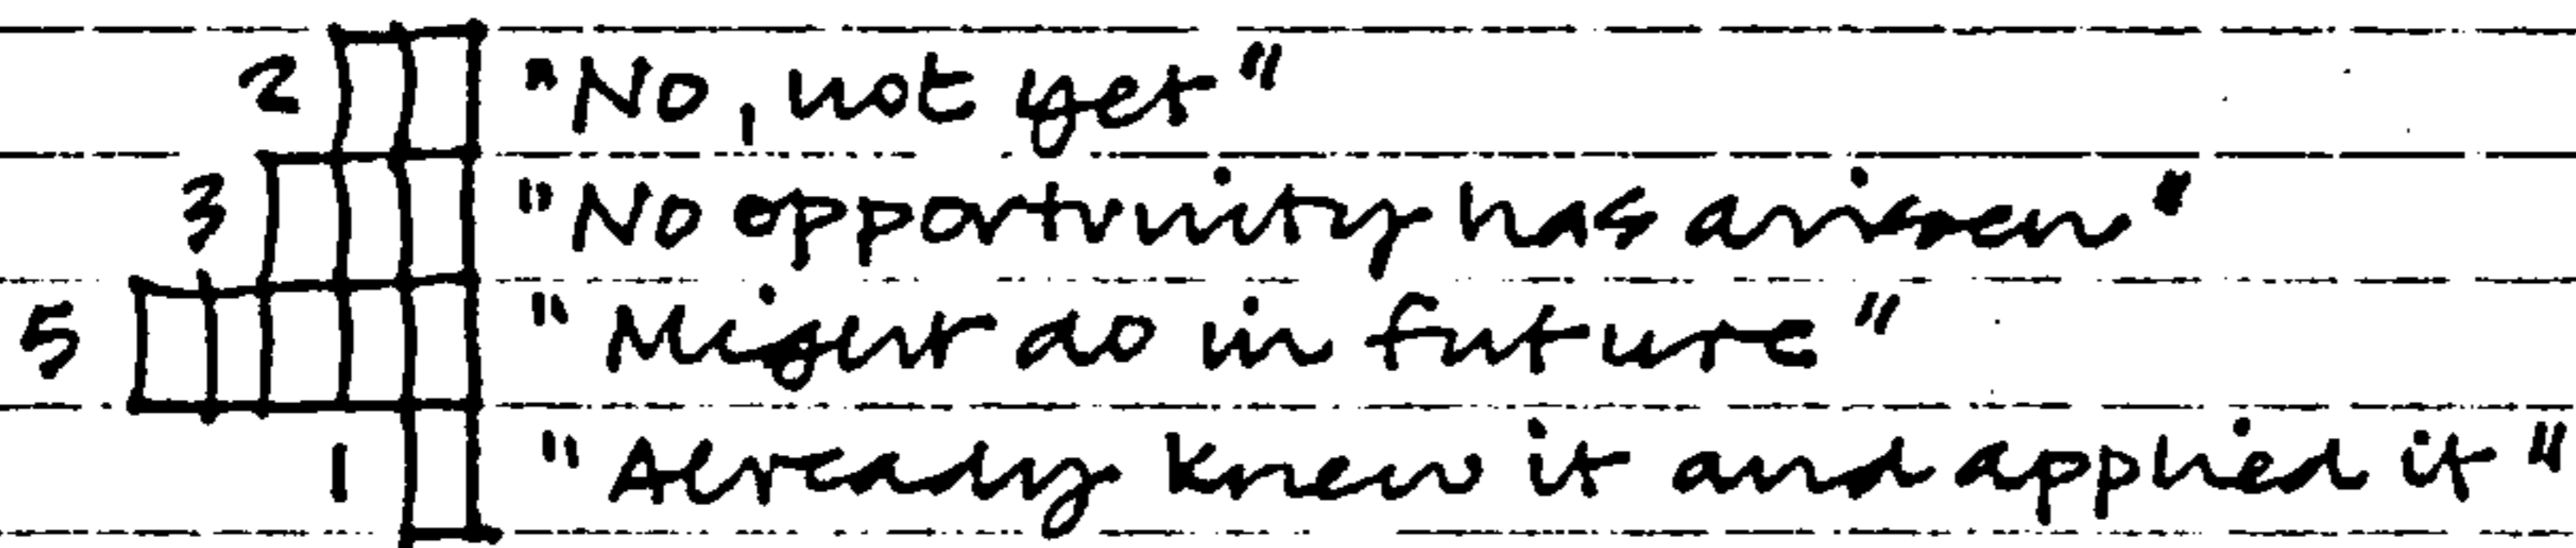 2 "No, not yet"
3 "No opportunity has arisen"
5 "Might do in future"
1 "Already knew it and applied it"